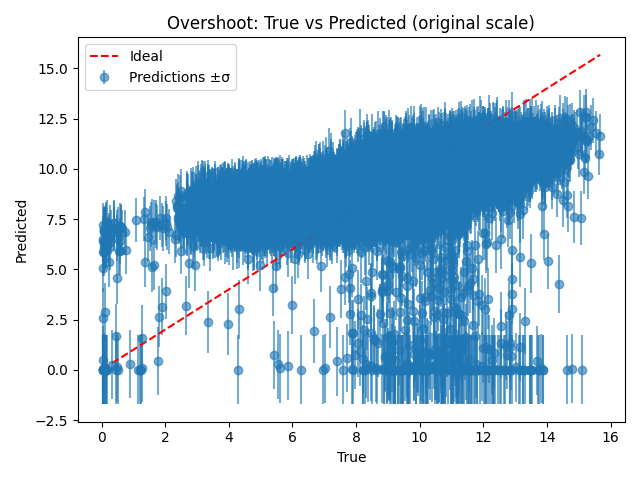 Overshoot: True vs Predicted (original scale)
Ideal
Predictions ±σ
Predicted
15.0
12.5
10.0
7.5
5.0
2.5
0.0
−2.5
0 2 4 6 8 10 12 14 16
True